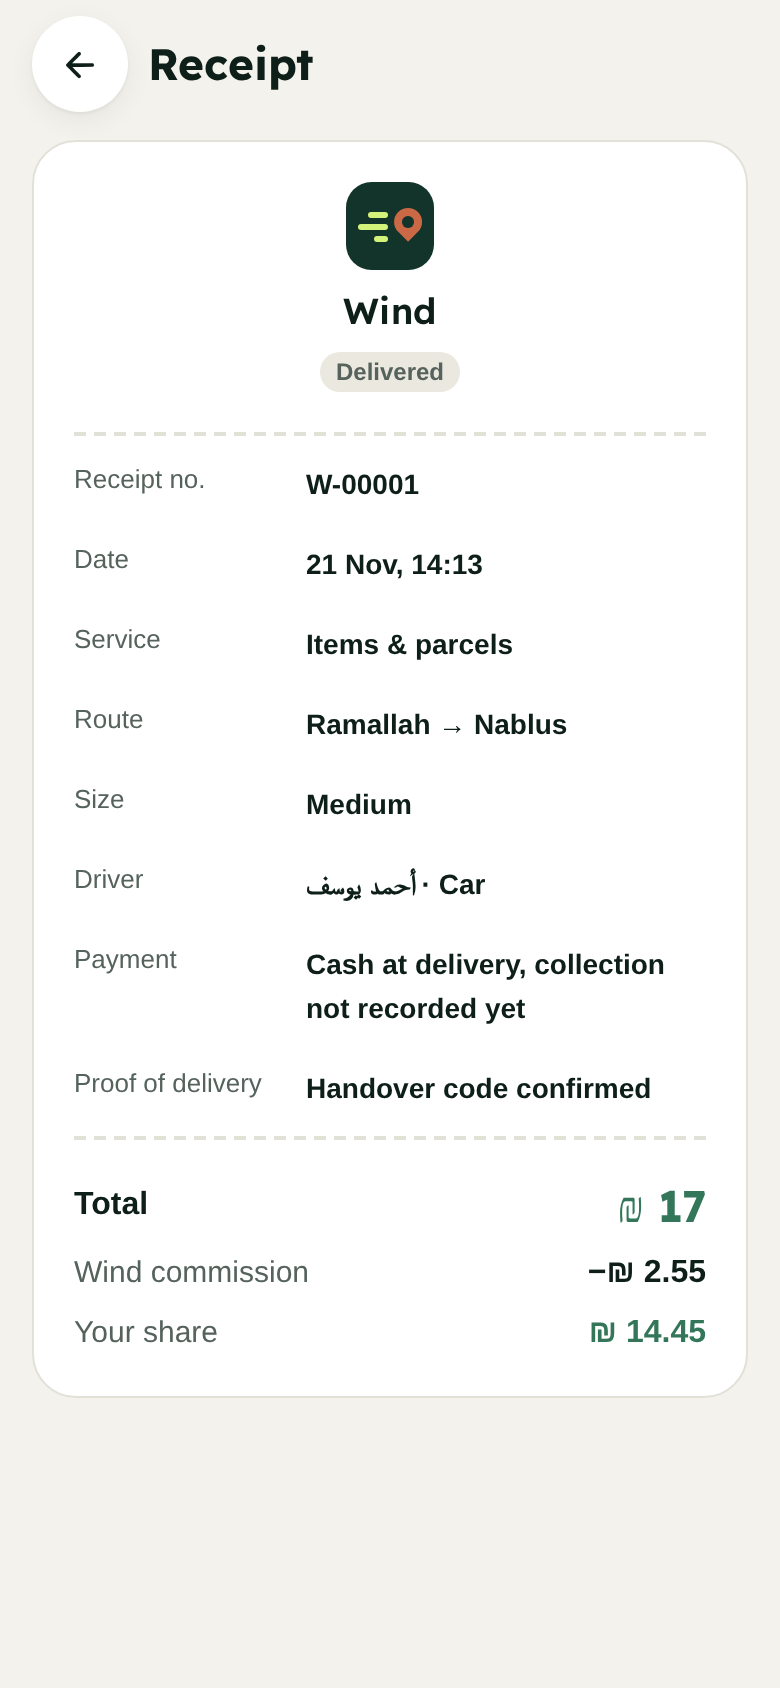 Receipt
Wind
Delivered
Receipt no. W-00001
Date 21 Nov, 14:13
Service Items & parcels
Route Ramallah → Nablus
Size Medium
Driver أحمد يوسف · Car
Payment Cash at delivery, collection
not recorded yet
Proof of delivery Handover code confirmed
Total ₪ 17
Wind commission −₪ 2.55
Your share ₪ 14.45